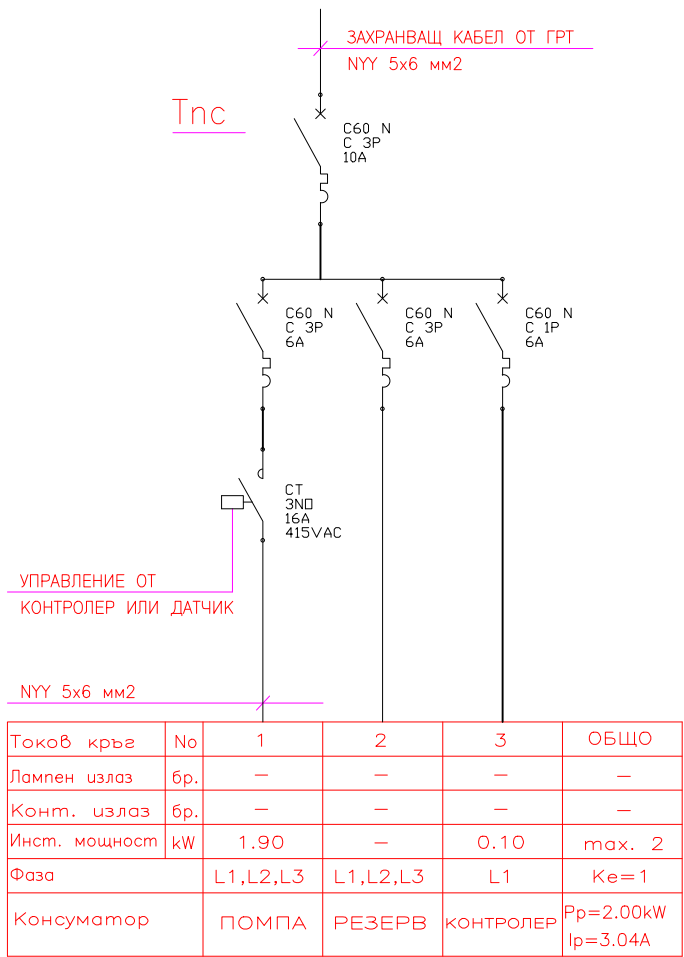 ЗАХРАНВАЩ КАБЕЛ ОТ ГРТ
NYY 5x6 мм2
Тпс
C60 N
C 3P
10A
C60 N
C 3P
6A
C60 N
C 3P
6A
C60 N
C 1P
6A
CT
3NO
16A
415VAC
УПРАВЛЕНИЕ ОТ
КОНТРОЛЕР ИЛИ ДАТЧИК
NYY 5x6 мм2
Токов кръг No 1 2 3 ОБЩО
Лампен излаз бр. – – – –
Конт. излаз бр. – – – –
Инст. мощност kW 1.90 – 0.10 max. 2
Фаза L1,L2,L3 L1,L2,L3 L1 Ke=1
Консуматор ПОМПА РЕЗЕРВ КОНТРОЛЕР Pp=2.00kW
Ip=3.04A